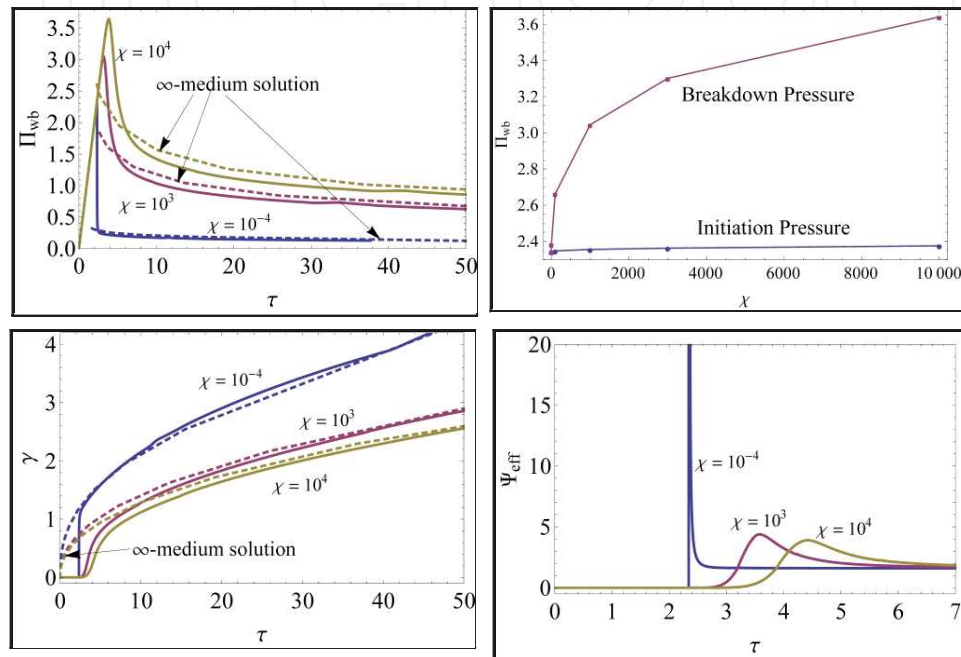 3.5
3.0
2.5
2.0
1.5
1.0
0.5
0.0
Πwb
χ = 10⁴
∞-medium solution
χ = 10³
χ = 10⁻⁴
0 10 20 30 40 50
τ
3.6
3.4
3.2
3.0
2.8
2.6
2.4
Πwb
Breakdown Pressure
Initiation Pressure
0 2000 4000 6000 8000 10 000
χ
4
3
2
1
0
γ
χ = 10⁻⁴
χ = 10³
χ = 10⁴
∞-medium solution
0 10 20 30 40 50
τ
20
15
10
5
0
Ψeff
χ = 10⁻⁴
χ = 10³
χ = 10⁴
0 1 2 3 4 5 6 7
τ